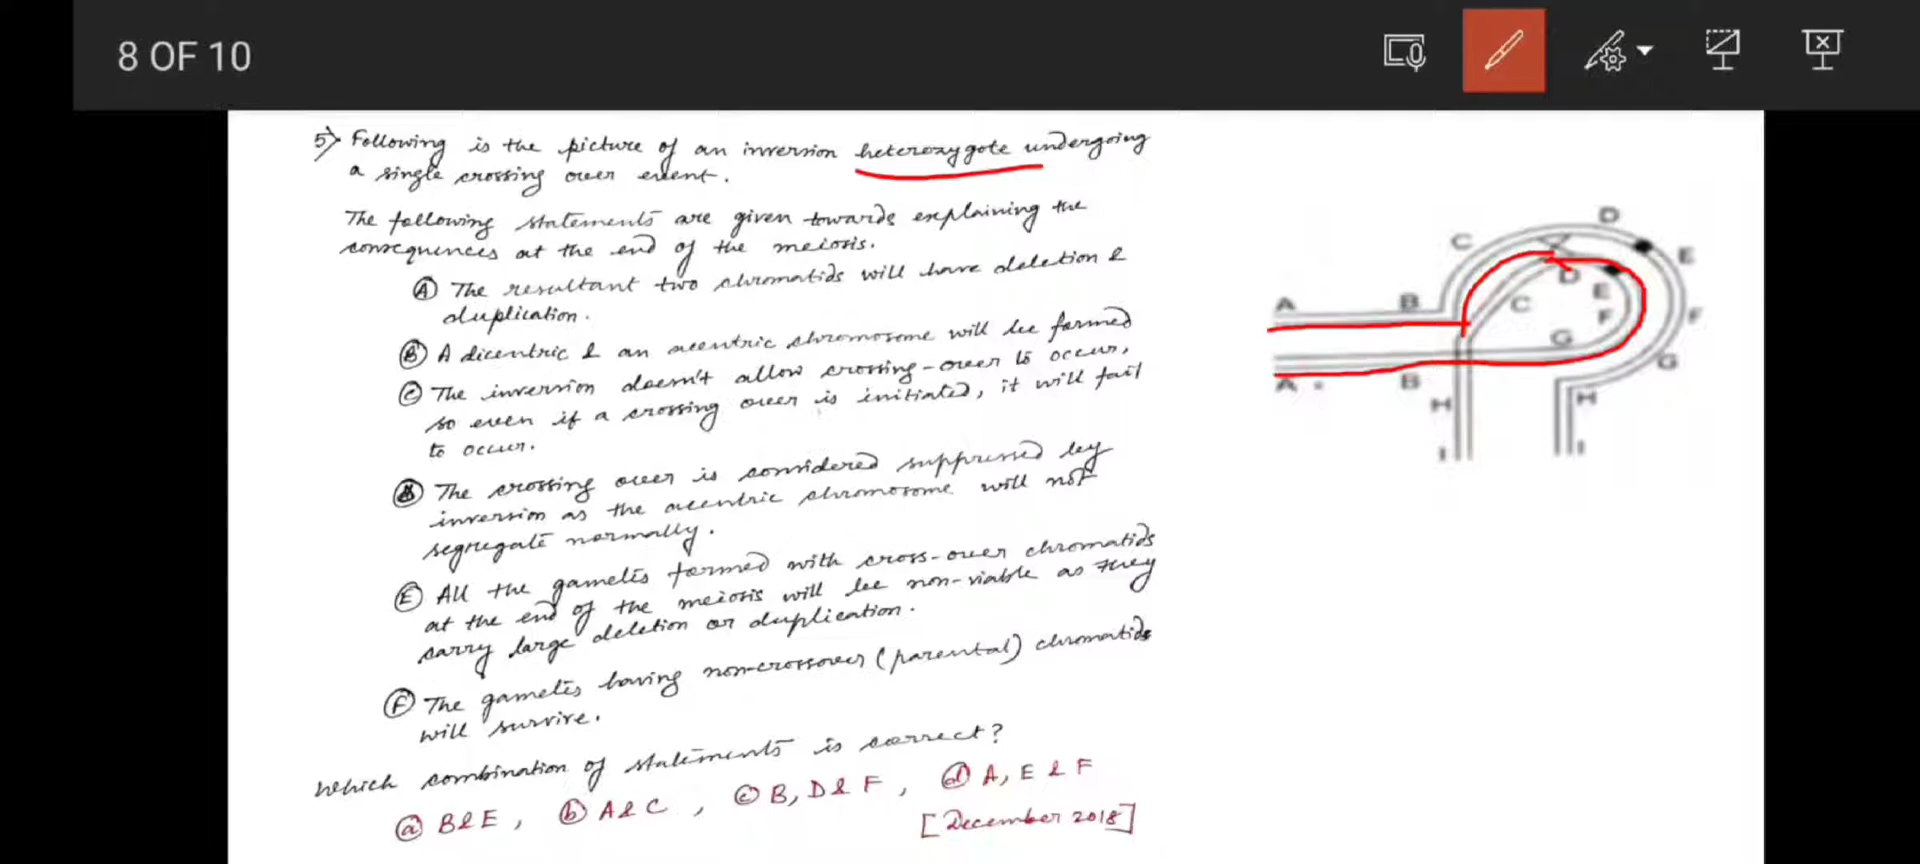 8 OF 10
5) Following is the picture of an inversion heterozygote undergoing
a single crossing over event.
The following statements are given towards explaining the
consequences at the end of the meiosis.
Ⓐ The resultant two chromatids will have deletion &
duplication.
Ⓑ A dicentric & an acentric chromosome will be formed
Ⓒ The inversion doesn't allow crossing-over to occur,
so even if a crossing over is initiated, it will fail
to occur.
Ⓓ The crossing over is considered suppressed by
inversion as the acentric chromosome will not
segregate normally.
Ⓔ All the gametes formed with cross-over chromatids
at the end of the meiosis will be non-viable as they
carry large deletion or duplication.
Ⓕ The gametes having non-crossover (parental) chromatids
will survive.
Which combination of statements is correct?
ⓐ B & E, ⓑ A & C, ⓒ B, D & F, ⓓ A, E & F
[December 2018]
D
C
E
D
A B C E F
F
G
G
A B
H H
I I